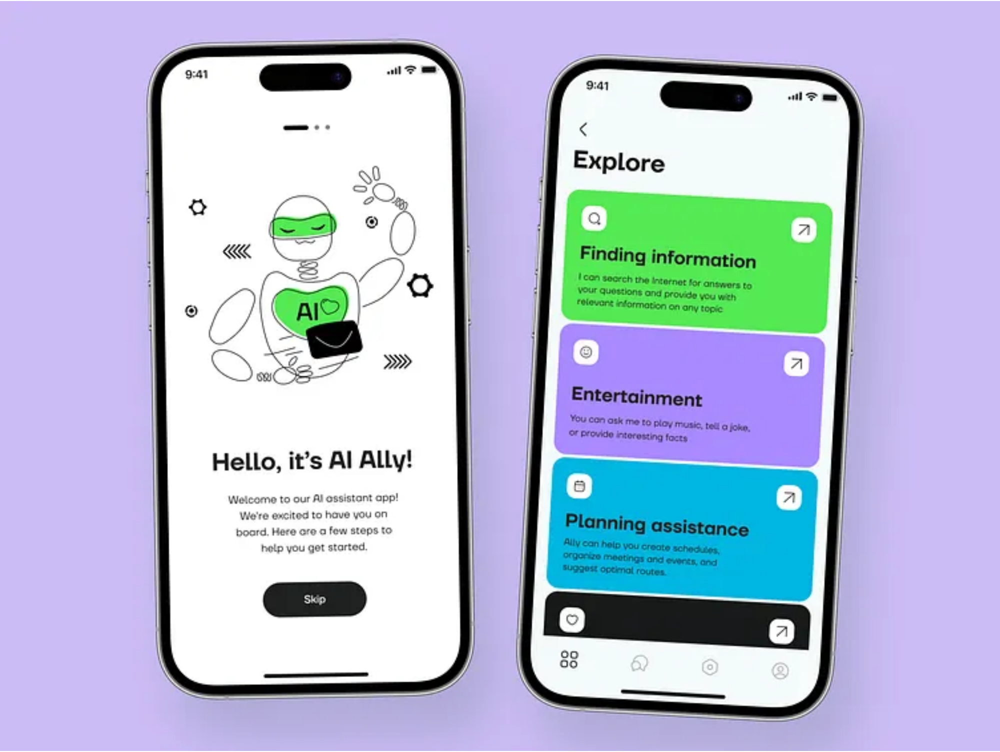 9:41
AI
Hello, it's AI Ally!
Welcome to our AI assistant app!
We're excited to have you on
board. Here are a few steps to
help you get started.
Skip
9:41
Explore
Finding information
I can search the Internet for answers to
your questions and provide you with
relevant information on any topic
Entertainment
You can ask me to play music, tell a joke,
or provide interesting facts
Planning assistance
Ally can help you create schedules,
organize meetings and events, and
suggest optimal routes.